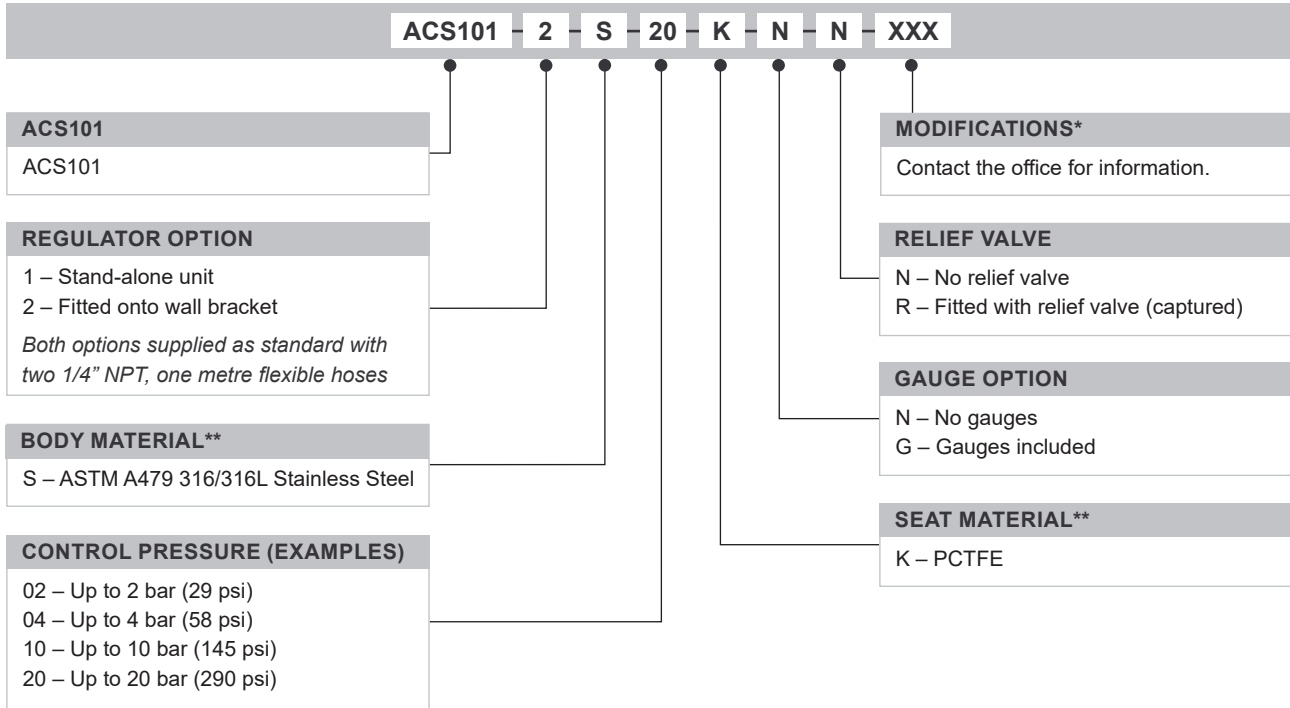 ACS101 - 2 - S - 20 - K - N - N - XXX
ACS101
ACS101
REGULATOR OPTION
1 – Stand-alone unit
2 – Fitted onto wall bracket
Both options supplied as standard with
two 1/4” NPT, one metre flexible hoses
BODY MATERIAL**
S – ASTM A479 316/316L Stainless Steel
CONTROL PRESSURE (EXAMPLES)
02 – Up to 2 bar (29 psi)
04 – Up to 4 bar (58 psi)
10 – Up to 10 bar (145 psi)
20 – Up to 20 bar (290 psi)
MODIFICATIONS*
Contact the office for information.
RELIEF VALVE
N – No relief valve
R – Fitted with relief valve (captured)
GAUGE OPTION
N – No gauges
G – Gauges included
SEAT MATERIAL**
K – PCTFE